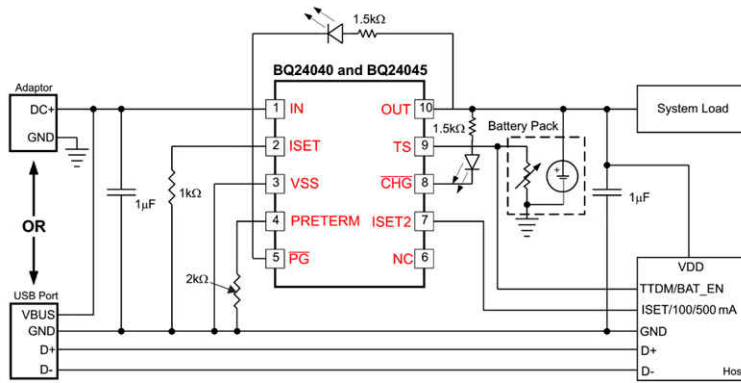 1.5kΩ
BQ24040 and BQ24045
Adaptor
DC+
GND
OR
USB Port
VBUS
GND
D+
D-
1μF
1kΩ
2kΩ
1 IN
2 ISET
3 VSS
4 PRETERM
5 PG
OUT 10
TS 9
CHG 8
ISET2 7
NC 6
1.5kΩ
Battery Pack
+
1μF
System Load
VDD
TTDM/BAT_EN
ISET/100/500 mA
GND
D+
D-
Host